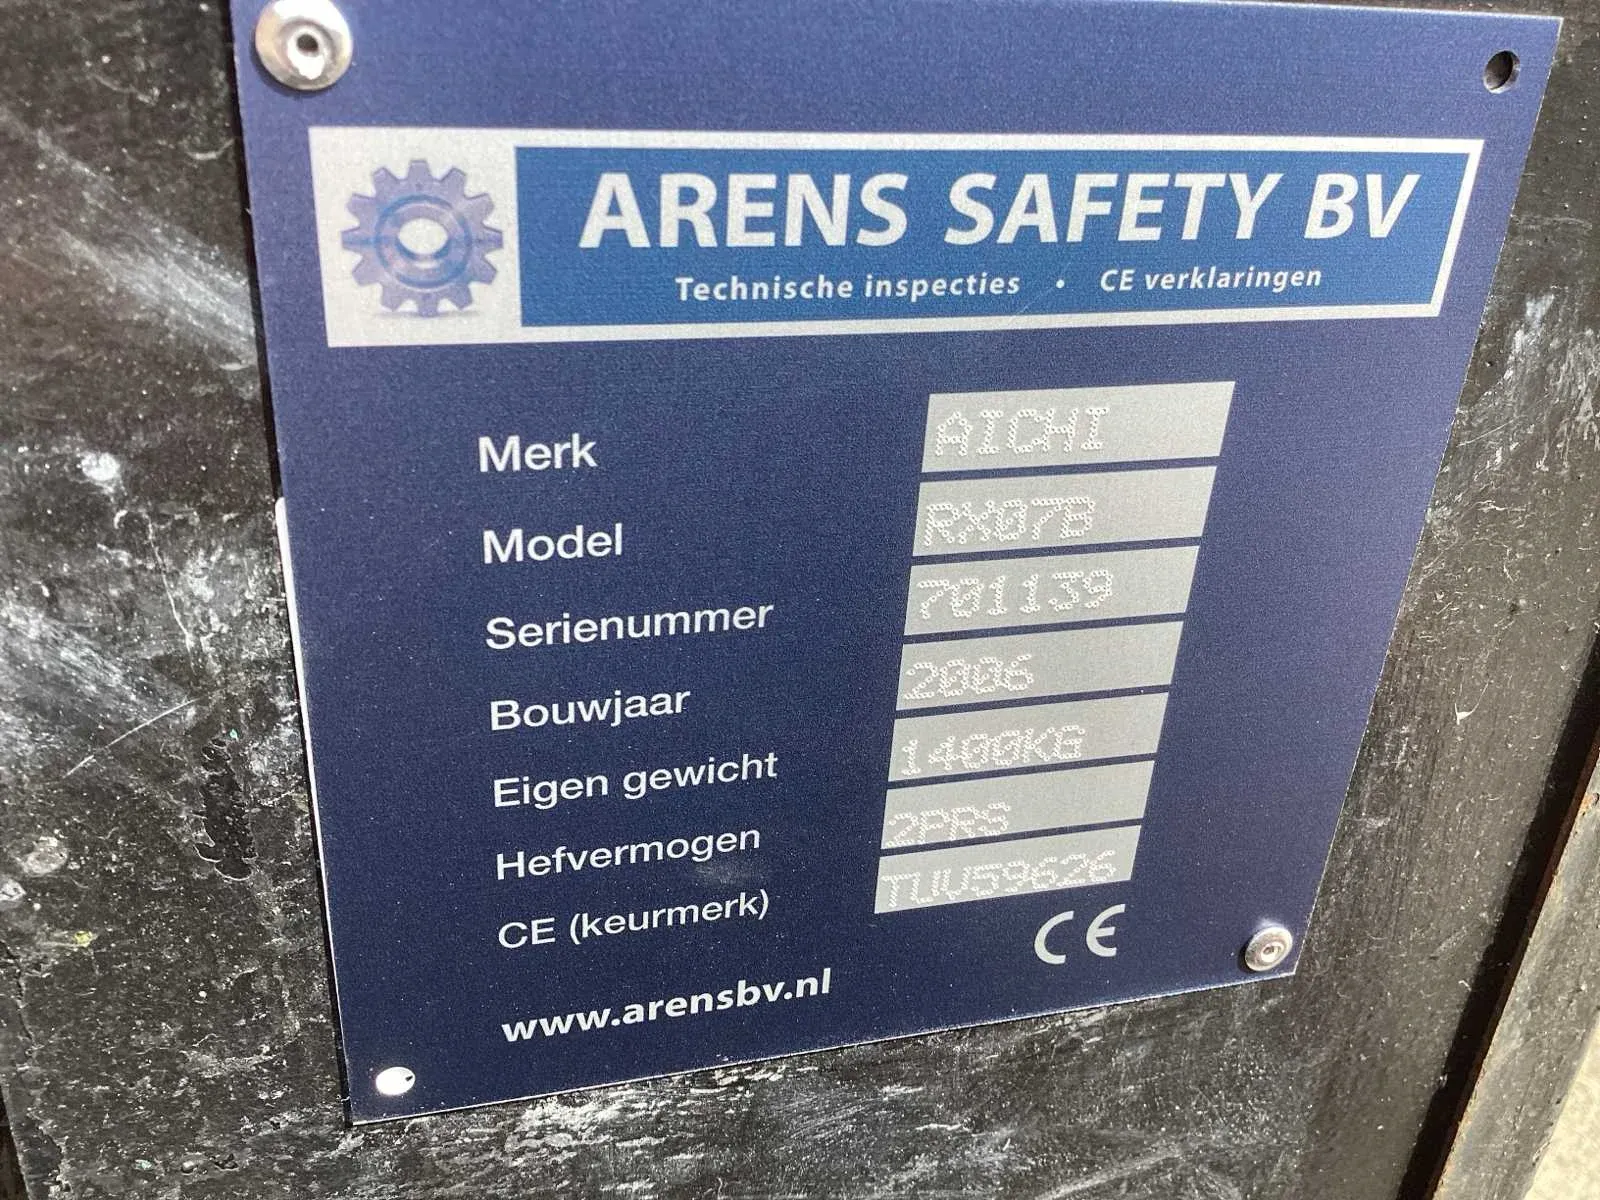 ARENS SAFETY BV
Technische inspecties • CE verklaringen
Merk AICHI
Model RX07B
Serienummer 701139
Bouwjaar 2006
Eigen gewicht
Hefvermogen 2PRS
CE (keurmerk) TUV59626
CE
www.arensbv.nl